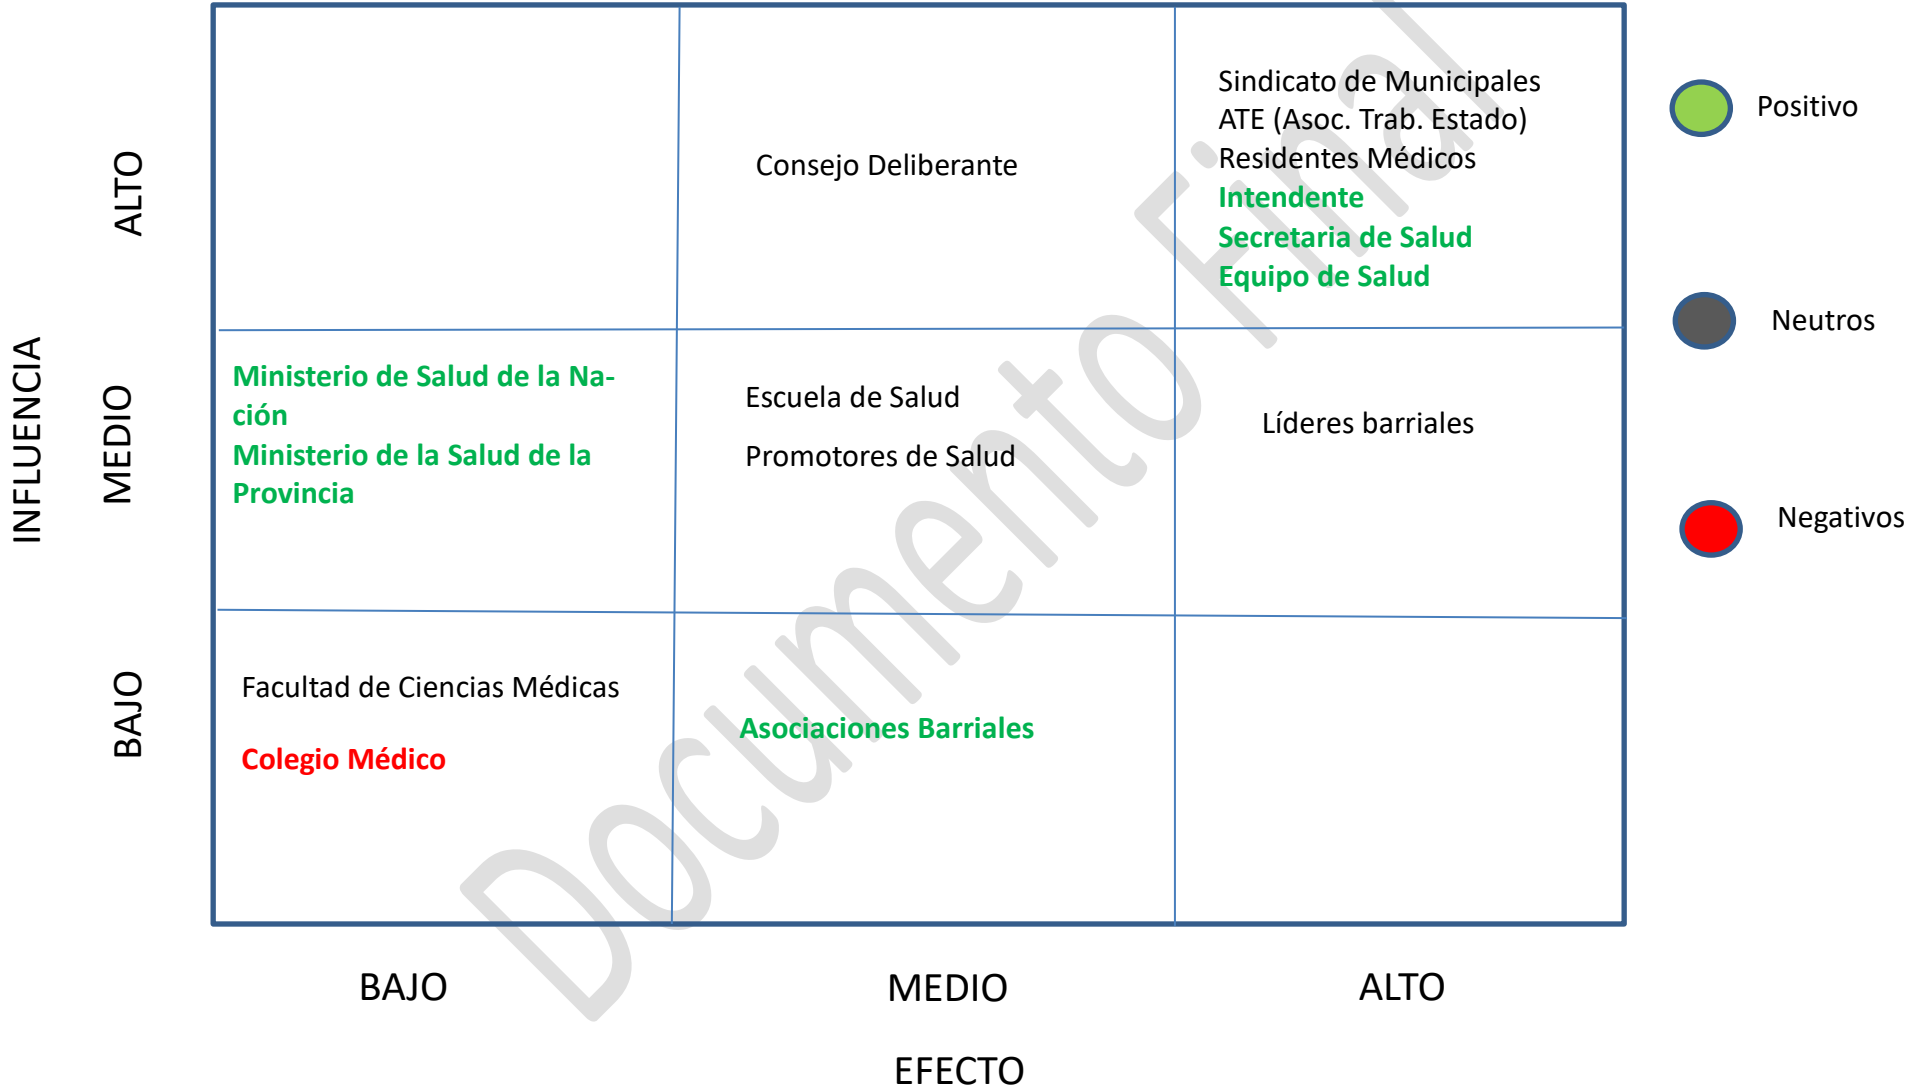 Sindicato de Municipales
ATE (Asoc. Trab. Estado)
Residentes Médicos
Intendente
Secretaria de Salud
Equipo de Salud
Consejo Deliberante
Positivo
ALTO
Neutros
INFLUENCIA
MEDIO
Ministerio de Salud de la Na-
ción
Ministerio de la Salud de la
Provincia
Escuela de Salud
Promotores de Salud
Líderes barriales
Negativos
BAJO
Facultad de Ciencias Médicas
Colegio Médico
Asociaciones Barriales
BAJO
MEDIO
ALTO
EFECTO
Documento Final